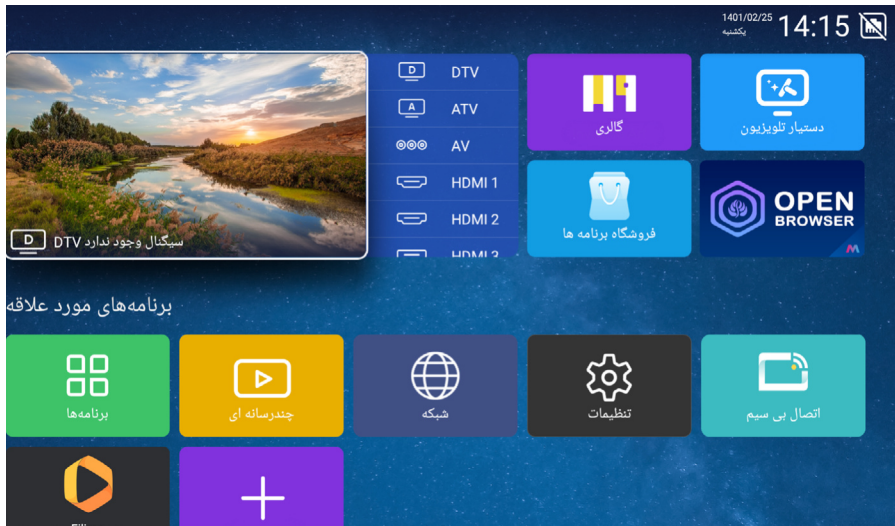 1401/02/25
یکشنبه
14:15
DTV
ATV
AV
HDMI 1
HDMI 2
HDMI 3
سیگنال وجود ندارد DTV
گالری
دستیار تلویزیون
فروشگاه برنامه ها
OPEN
BROWSER
برنامه‌های مورد علاقه
برنامه‌ها
چندرسانه ای
شبکه
تنظیمات
اتصال بی سیم